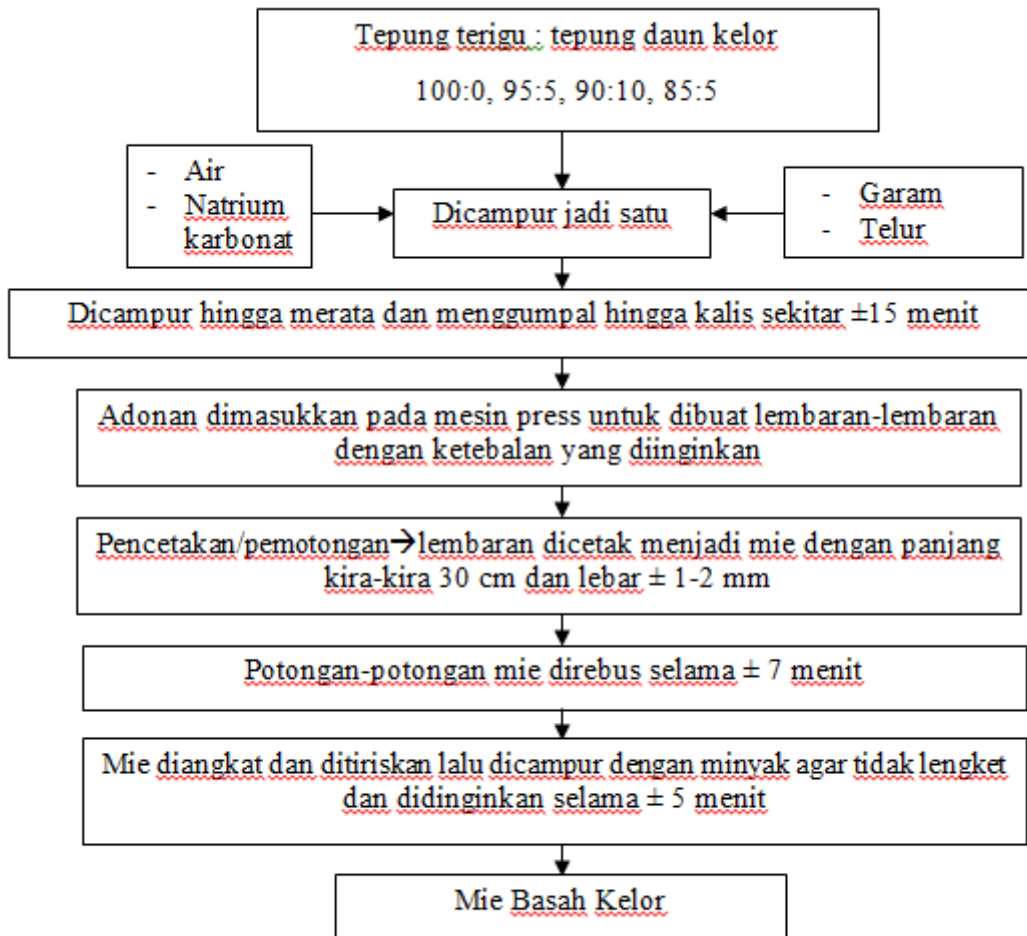 Tepung terigu : tepung daun kelor
100:0, 95:5, 90:10, 85:5
- Air
- Natrium
karbonat
Dicampur jadi satu
- Garam
- Telur
Dicampur hingga merata dan menggumpal hingga kalis sekitar ±15 menit
Adonan dimasukkan pada mesin press untuk dibuat lembaran-lembaran
dengan ketebalan yang diinginkan
Pencetakan/pemotongan→lembaran dicetak menjadi mie dengan panjang
kira-kira 30 cm dan lebar ± 1-2 mm
Potongan-potongan mie direbus selama ± 7 menit
Mie diangkat dan ditiriskan lalu dicampur dengan minyak agar tidak lengket
dan didinginkan selama ± 5 menit
Mie Basah Kelor